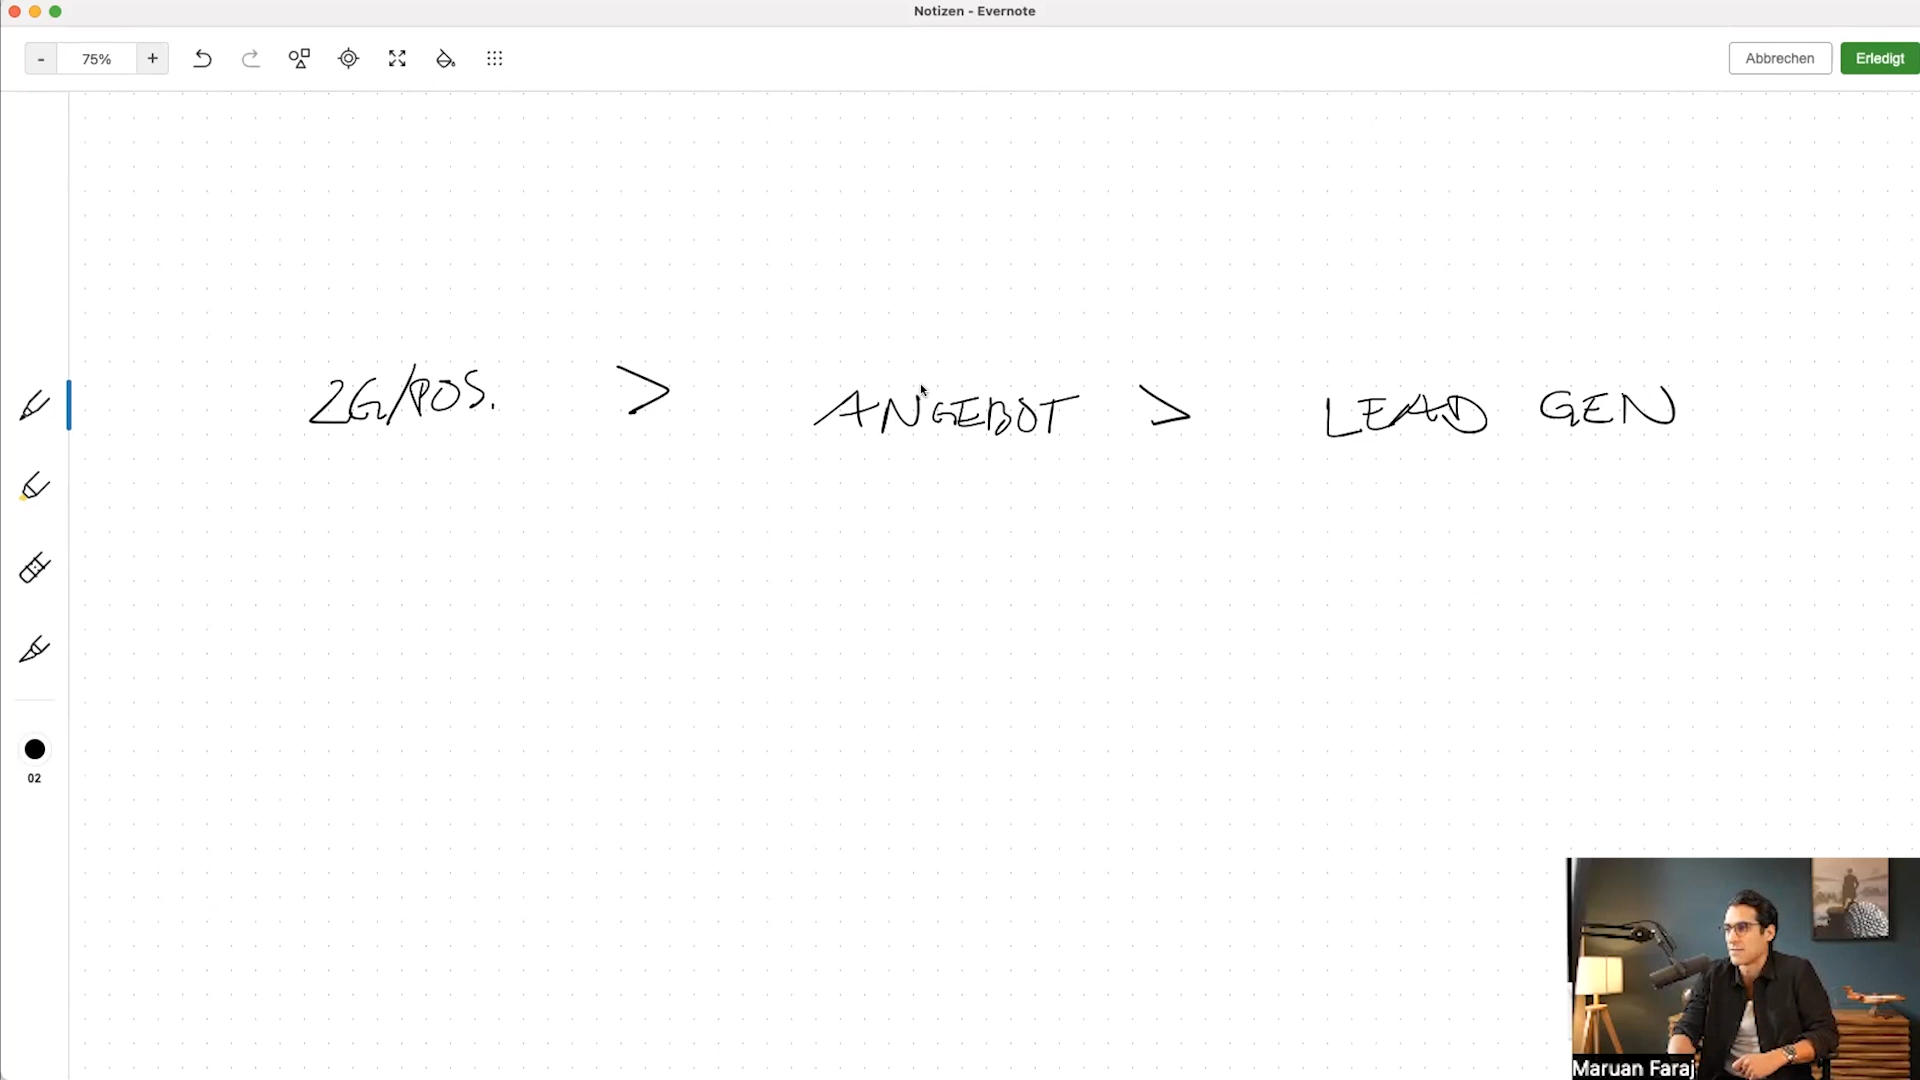 Notizen - Evernote
- 75% +
Abbrechen
Erledigt
ZG/POS. > ANGEBOT > LEAD GEN
02
Maruan Faraj